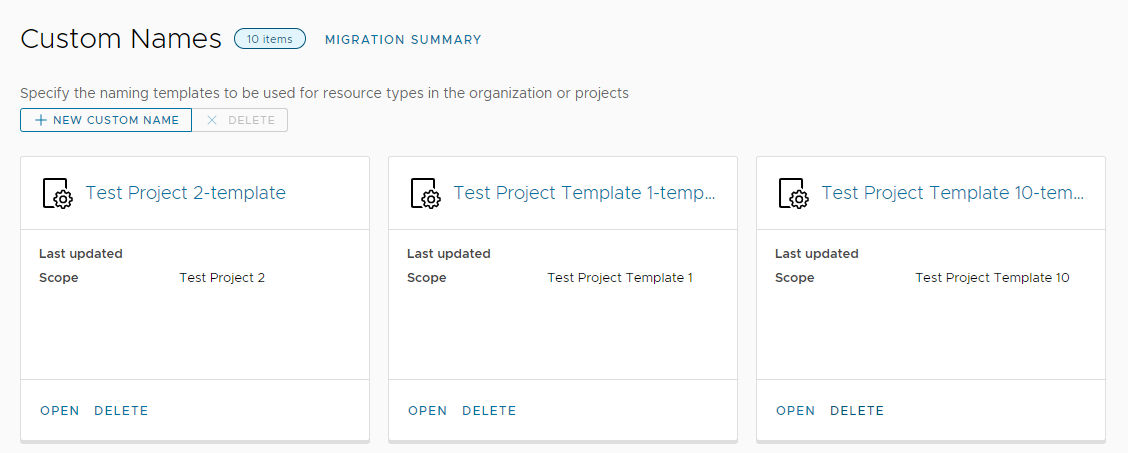 Custom Names 10 items MIGRATION SUMMARY
Specify the naming templates to be used for resource types in the organization or projects
NEW CUSTOM NAME DELETE
Test Project 2-template
Last updated
Scope Test Project 2
OPEN DELETE
Test Project Template 1-temp...
Last updated
Scope Test Project Template 1
OPEN DELETE
Test Project Template 10-tem...
Last updated
Scope Test Project Template 10
OPEN DELETE